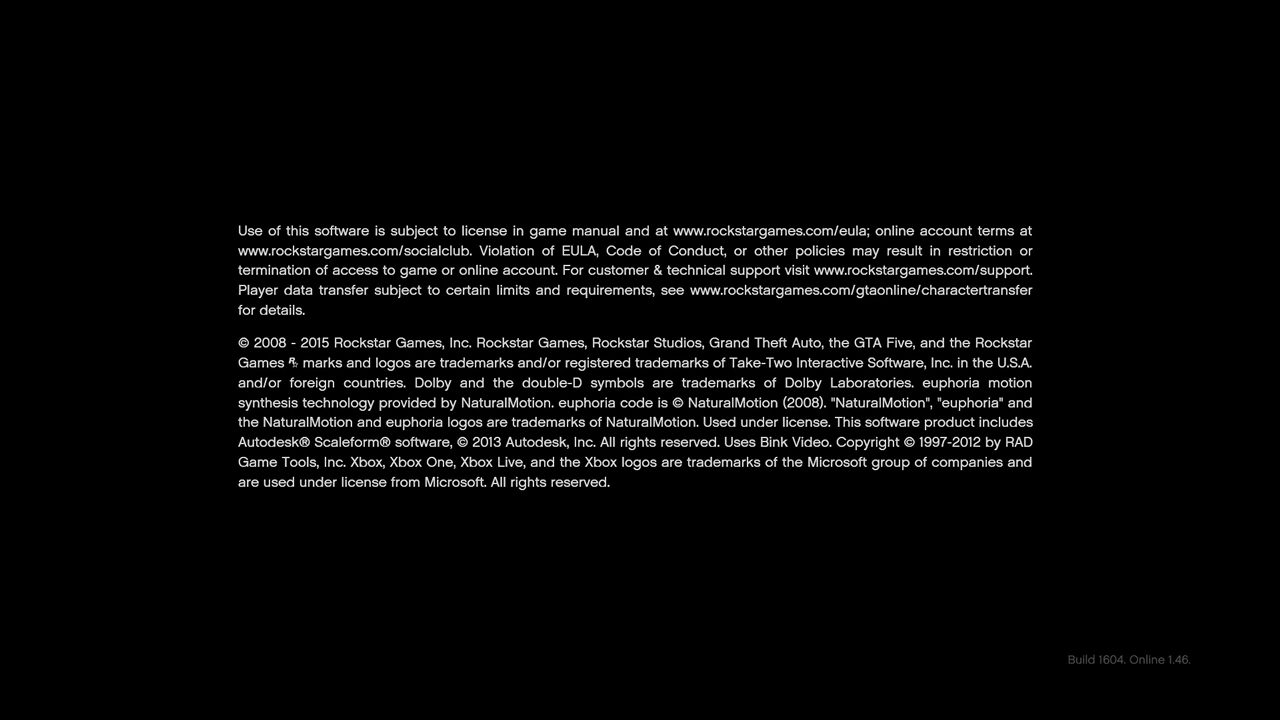 Use of this software is subject to license in game manual and at www.rockstargames.com/eula; online account terms at
www.rockstargames.com/socialclub. Violation of EULA, Code of Conduct, or other policies may result in restriction or
termination of access to game or online account. For customer & technical support visit www.rockstargames.com/support.
Player data transfer subject to certain limits and requirements, see www.rockstargames.com/gtaonline/charactertransfer
for details.
© 2008 - 2015 Rockstar Games, Inc. Rockstar Games, Rockstar Studios, Grand Theft Auto, the GTA Five, and the Rockstar
Games R* marks and logos are trademarks and/or registered trademarks of Take-Two Interactive Software, Inc. in the U.S.A.
and/or foreign countries. Dolby and the double-D symbols are trademarks of Dolby Laboratories. euphoria motion
synthesis technology provided by NaturalMotion. euphoria code is © NaturalMotion (2008). "NaturalMotion", "euphoria" and
the NaturalMotion and euphoria logos are trademarks of NaturalMotion. Used under license. This software product includes
Autodesk® Scaleform® software, © 2013 Autodesk, Inc. All rights reserved. Uses Bink Video. Copyright © 1997-2012 by RAD
Game Tools, Inc. Xbox, Xbox One, Xbox Live, and the Xbox logos are trademarks of the Microsoft group of companies and
are used under license from Microsoft. All rights reserved.
Build 1604. Online 1.46.